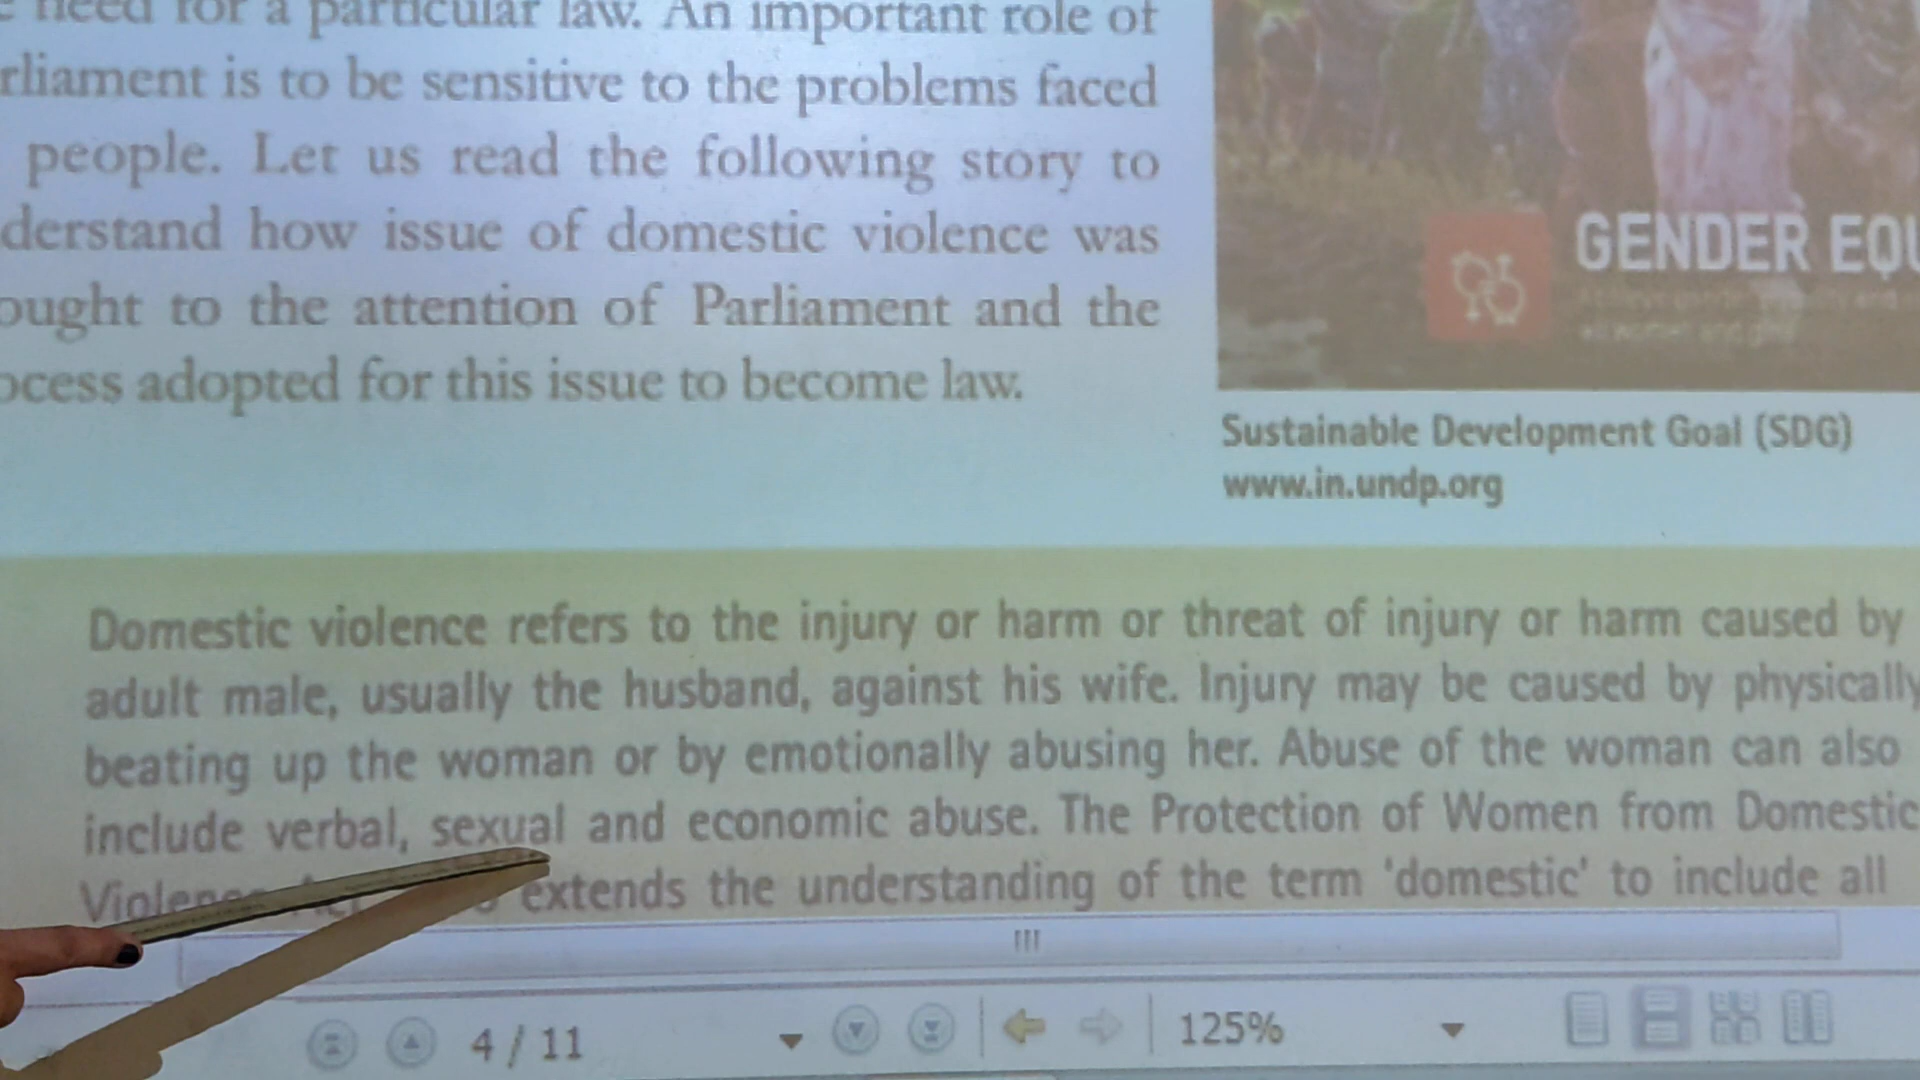 need for a particular law. An important role of
rliament is to be sensitive to the problems faced
people. Let us read the following story to
derstand how issue of domestic violence was
ought to the attention of Parliament and the
ocess adopted for this issue to become law.
GENDER EQU
Sustainable Development Goal (SDG)
www.in.undp.org
Domestic violence refers to the injury or harm or threat of injury or harm caused by
adult male, usually the husband, against his wife. Injury may be caused by physically
beating up the woman or by emotionally abusing her. Abuse of the woman can also
include verbal, sexual and economic abuse. The Protection of Women from Domestic
extends the understanding of the term 'domestic' to include all
4 / 11
125%